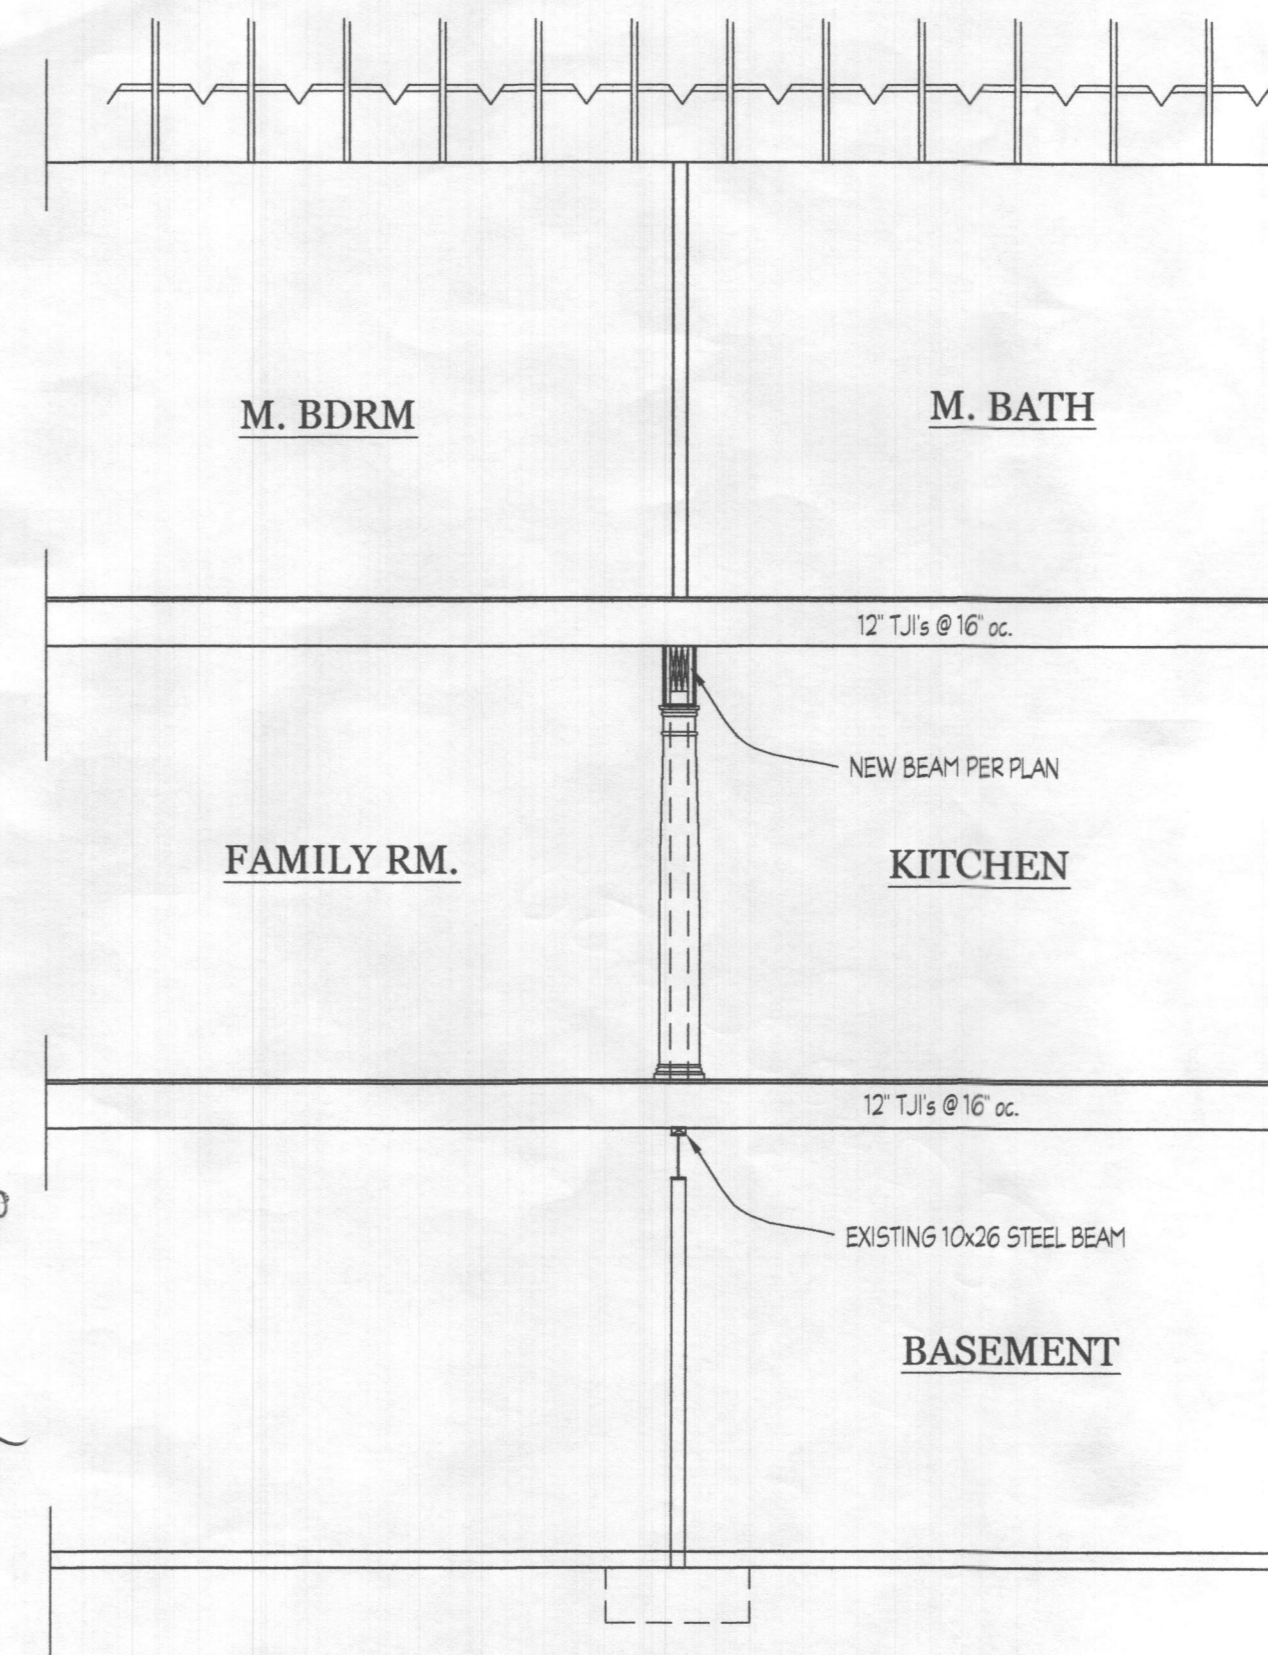 M. BDRM
M. BATH
12" TJI's @ 16" oc.
NEW BEAM PER PLAN
FAMILY RM.
KITCHEN
12" TJI's @ 16" oc.
EXISTING 10x26 STEEL BEAM
BASEMENT